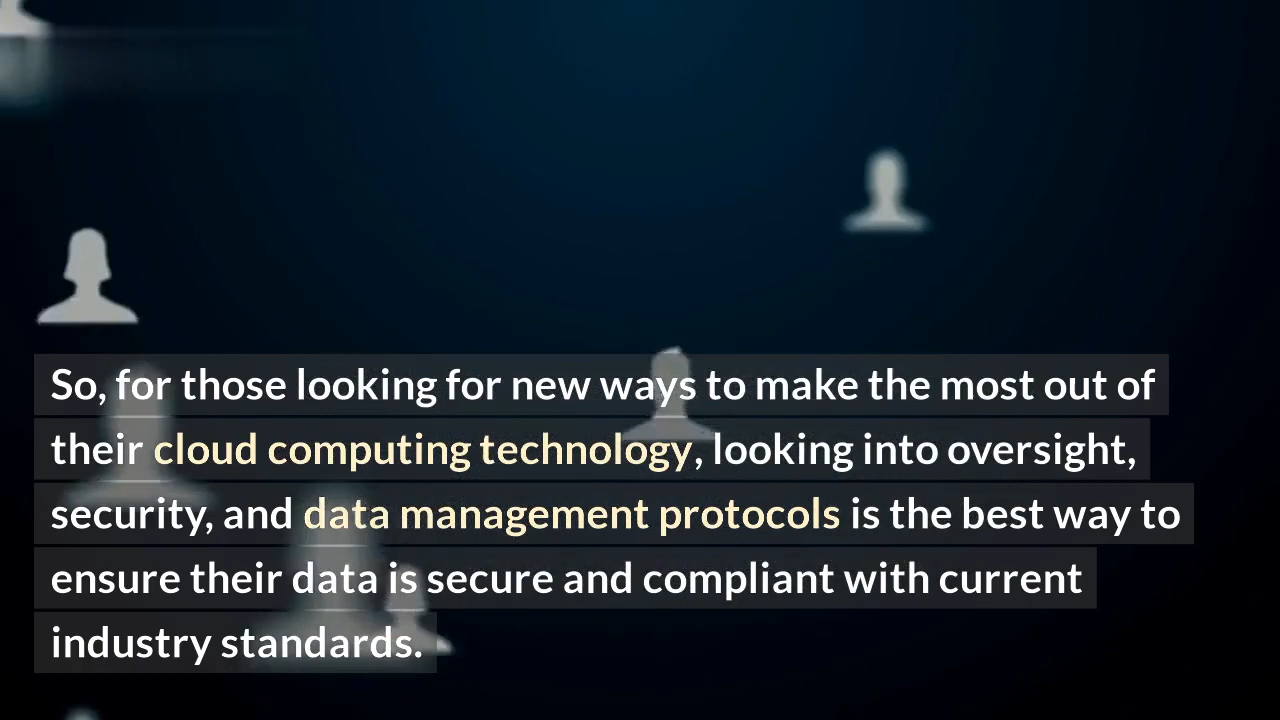 So, for those looking for new ways to make the most out of
their cloud computing technology, looking into oversight,
security, and data management protocols is the best way to
ensure their data is secure and compliant with current
industry standards.